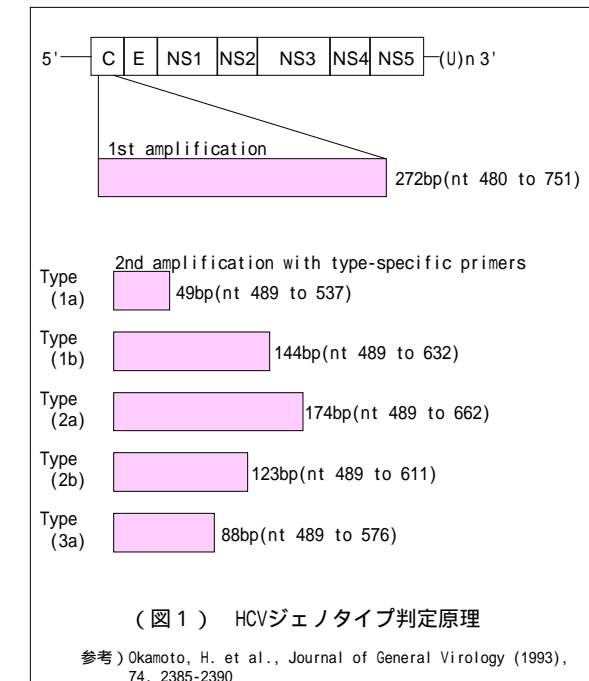 5' C E NS1 NS2 NS3 NS4 NS5 (U)n 3'
1st amplification
272bp(nt 480 to 751)
2nd amplification with type-specific primers
Type
(1a)
49bp(nt 489 to 537)
Type
(1b)
144bp(nt 489 to 632)
Type
(2a)
174bp(nt 489 to 662)
Type
(2b)
123bp(nt 489 to 611)
Type
(3a)
88bp(nt 489 to 576)
(図1) HCVジェノタイプ判定原理
参考)Okamoto, H. et al., Journal of General Virology (1993),
74, 2385-2390